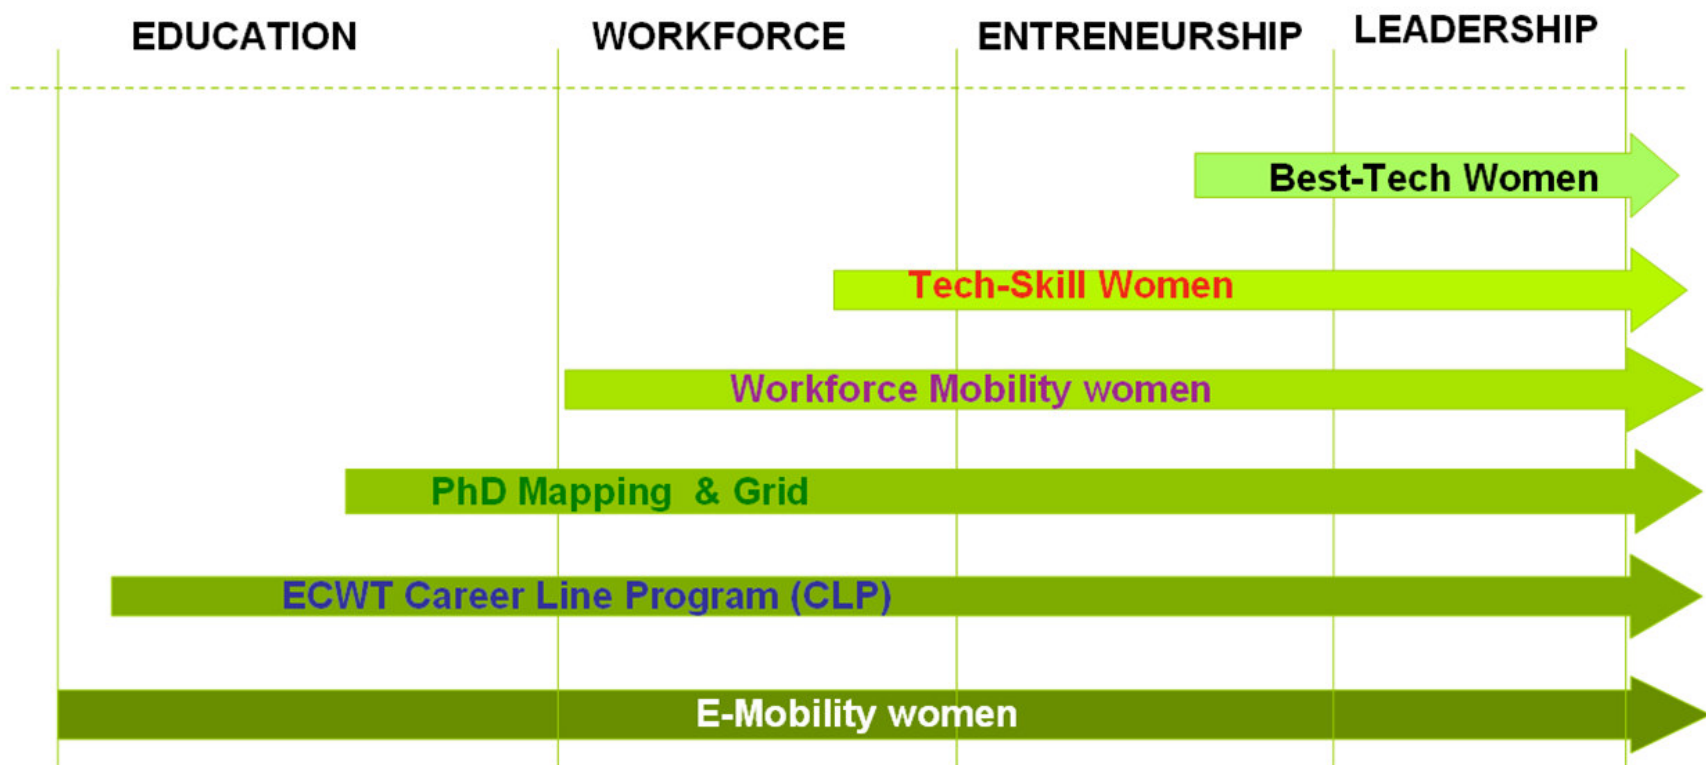 EDUCATION WORKFORCE ENTRENEURSHIP LEADERSHIP
Best-Tech Women
Tech-Skill Women
Workforce Mobility women
PhD Mapping & Grid
ECWT Career Line Program (CLP)
E-Mobility women